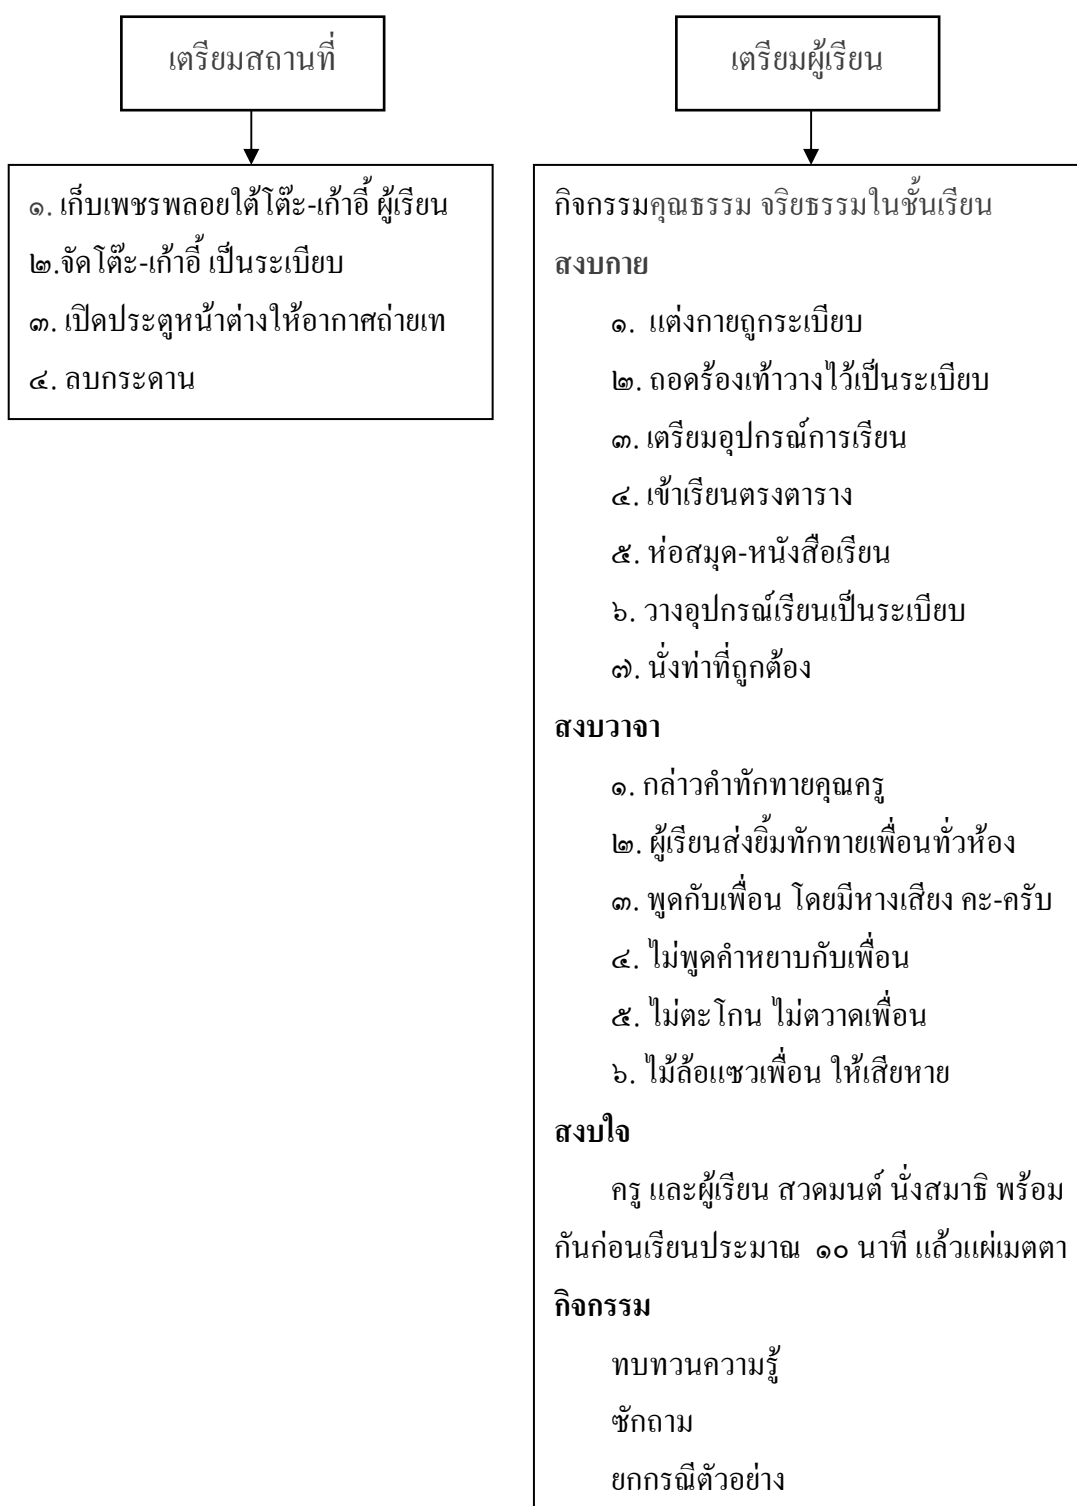 เตรียมสถานที่
๑. เก็บเพชรพลอยใต้โต๊ะ-เก้าอี้ ผู้เรียน
๒.จัดโต๊ะ-เก้าอี้ เป็นระเบียบ
๓. เปิดประตูหน้าต่างให้อากาศถ่ายเท
๔. ลบกระดาน
เตรียมผู้เรียน
กิจกรรมคุณธรรม จริยธรรมในชั้นเรียน
สงบกาย
๑. แต่งกายถูกระเบียบ
๒. ถอดร้องเท้าวางไว้เป็นระเบียบ
๓. เตรียมอุปกรณ์การเรียน
๔. เข้าเรียนตรงตาราง
๕. ห่อสมุด-หนังสือเรียน
๖. วางอุปกรณ์เรียนเป็นระเบียบ
๗. นั่งท่าที่ถูกต้อง
สงบวาจา
๑. กล่าวคำทักทายคุณครู
๒. ผู้เรียนส่งยิ้มทักทายเพื่อนทั่วห้อง
๓. พูดกับเพื่อน โดยมีหางเสียง คะ-ครับ
๔. ไม่พูดคำหยาบกับเพื่อน
๕. ไม่ตะโกน ไม่ตวาดเพื่อน
๖. ไม้ล้อแซวเพื่อน ให้เสียหาย
สงบใจ
ครู และผู้เรียน สวดมนต์ นั่งสมาธิ พร้อม
กันก่อนเรียนประมาณ ๑๐ นาที แล้วแผ่เมตตา
กิจกรรม
ทบทวนความรู้
ซักถาม
ยกกรณีตัวอย่าง